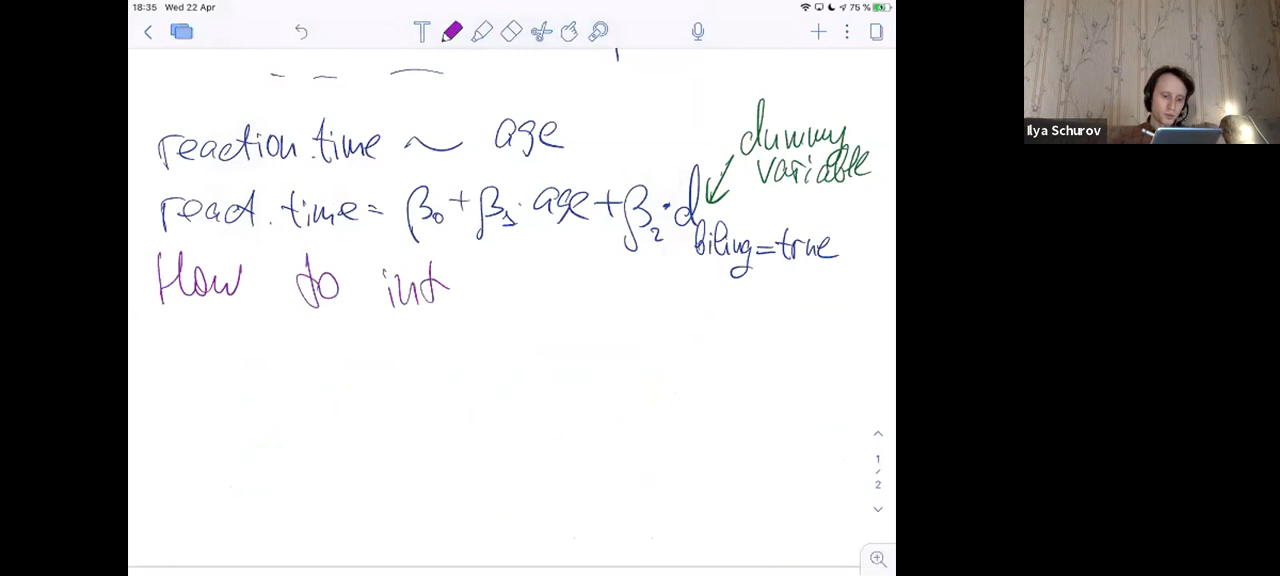 18:35 Wed 22 Apr
75 %
T
Ilya Schurov
dummy
variable
reaction.time ~ age
react.time = β₀ + β₁·age + β₂·d biling=true
How to int
1
/
2